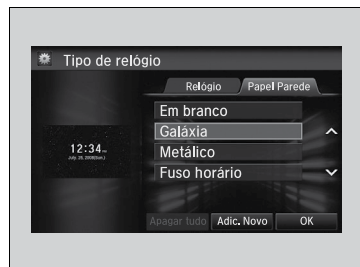 Tipo de relógio
Relógio
Papel Parede
Em branco
Galáxia
12:34
Metálico
Fuso horário
Apagar tudo
Adic. Novo
OK